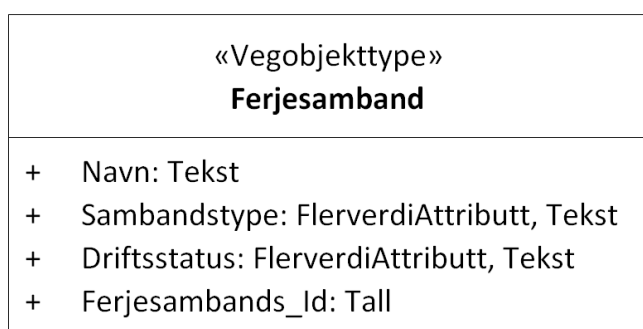 «Vegobjekttype»
Ferjesamband
+ Navn: Tekst
+ Sambandstype: FlerverdiAttributt, Tekst
+ Driftsstatus: FlerverdiAttributt, Tekst
+ Ferjesambands_Id: Tall